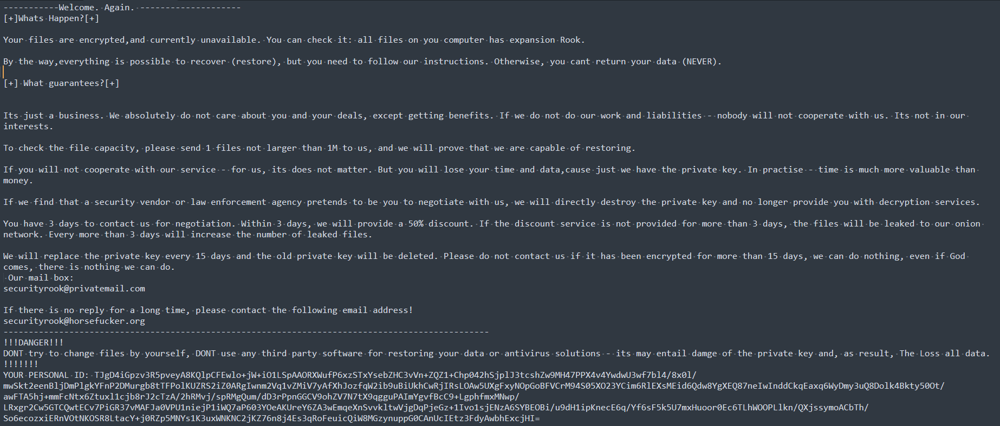 -----------Welcome. Again. --------------------
[+]Whats Happen?[+]
Your files are encrypted,and currently unavailable. You can check it: all files on you computer has expansion Rook.
By the way,everything is possible to recover (restore), but you need to follow our instructions. Otherwise, you cant return your data (NEVER).
[+] What guarantees?[+]
Its just a business. We absolutely do not care about you and your deals, except getting benefits. If we do not do our work and liabilities - nobody will not cooperate with us. Its not in our
interests.
To check the file capacity, please send 1 files not larger than 1M to us, and we will prove that we are capable of restoring.
If you will not cooperate with our service - for us, its does not matter. But you will lose your time and data,cause just we have the private key. In practise - time is much more valuable than
money.
If we find that a security vendor or law enforcement agency pretends to be you to negotiate with us, we will directly destroy the private key and no longer provide you with decryption services.
You have 3 days to contact us for negotiation. Within 3 days, we will provide a 50% discount. If the discount service is not provided for more than 3 days, the files will be leaked to our onion
network. Every more than 3 days will increase the number of leaked files.
We will replace the private key every 15 days and the old private key will be deleted. Please do not contact us if it has been encrypted for more than 15 days, we can do nothing, even if God
comes, there is nothing we can do.
Our mail box:
securityrook@privatemail.com
If there is no reply for a long time, please contact the following email address!
securityrook@horsefucker.org
------------------------------------------------------------------------------------------------
!!!DANGER!!!
DONT try to change files by yourself, DONT use any third party software for restoring your data or antivirus solutions - its may entail damge of the private key and, as result, The Loss all data.
!!!!!!!
YOUR PERSONAL ID: TJgD4iGpzv3R5pveyA8KQlpCFEwlo+jW+iO1LSpAAORXWufP6xzSTxYsebZHC3vVn+ZQZ1+Chp042hSjplJ3tcshZw9MH47PPX4v4YwdwU3wf7bl4/8x0l/
mwSkt2eenBljDmPlgkYFnP2DMurgb8tTFPolKUZRS2iZ0ARgIwnm2Vq1vZMiV7yAfXhJozfqW2ib9uBiUkhCwRjIRsLOAw5UXgFxyNOpGoBFVCrM94S05XO23YCim6RlEXsMEid6Qdw8YgXEQ87neIwInddCkqEaxq6WyDmy3uQ8Dolk4Bkty50Ot/
awFTA5hj+mmFcNtx6Ztuxl1cjb8rJ2cTzA/2hRMvj/spRMgQum/dD3rPpnGGCV9ohZV7N7tX9qgguPAImYgvfBcC9+LgphfmxMNwp/
LRxgr2Cw5GTCQwtECv7PiGR37vMAFJa0VPU1niejP1iWQ7aP603YOeAKUreY6ZA3wEmqeXnSvvkltwVjgDqPjeGz+1Ivo1sjENzA6SYBEOBi/u9dH1ipKnecE6q/Yf6sF5k5U7mxHuoor0Ec6TLhWOOPLlkn/QXjssymoACbTh/
So6ecozxiERnVOtNKOSR8LtacY+j0RZp5MNYs1K3uxWNKNC2jKZ76n8j4Es3qRoFeuicQiW8MGzynuppG0CAnUcIEtz3FdyAwbhExcjHI=